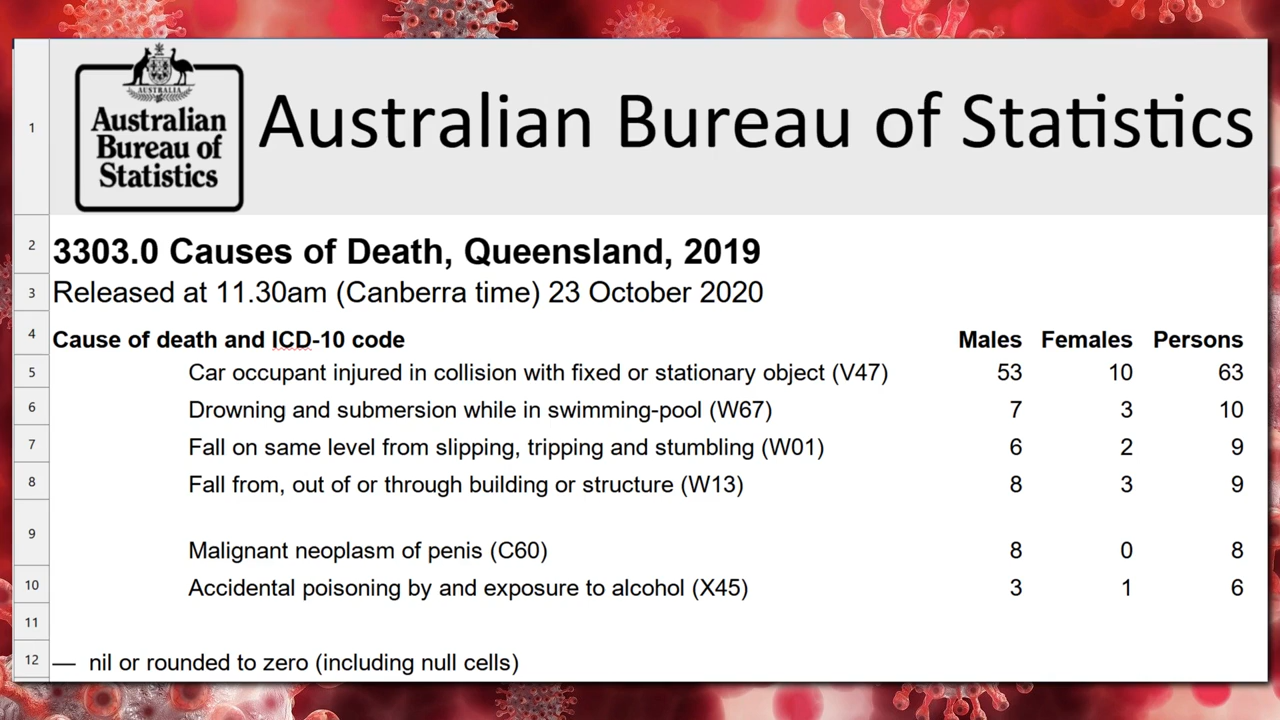 AUSTRALIA
Australian
Bureau of
Statistics
Australian Bureau of Statistics
1
2 3303.0 Causes of Death, Queensland, 2019
3 Released at 11.30am (Canberra time) 23 October 2020
4 Cause of death and ICD-10 code Males Females Persons
5 Car occupant injured in collision with fixed or stationary object (V47) 53 10 63
6 Drowning and submersion while in swimming-pool (W67) 7 3 10
7 Fall on same level from slipping, tripping and stumbling (W01) 6 2 9
8 Fall from, out of or through building or structure (W13) 8 3 9
9 Malignant neoplasm of penis (C60) 8 0 8
10 Accidental poisoning by and exposure to alcohol (X45) 3 1 6
11
12 — nil or rounded to zero (including null cells)